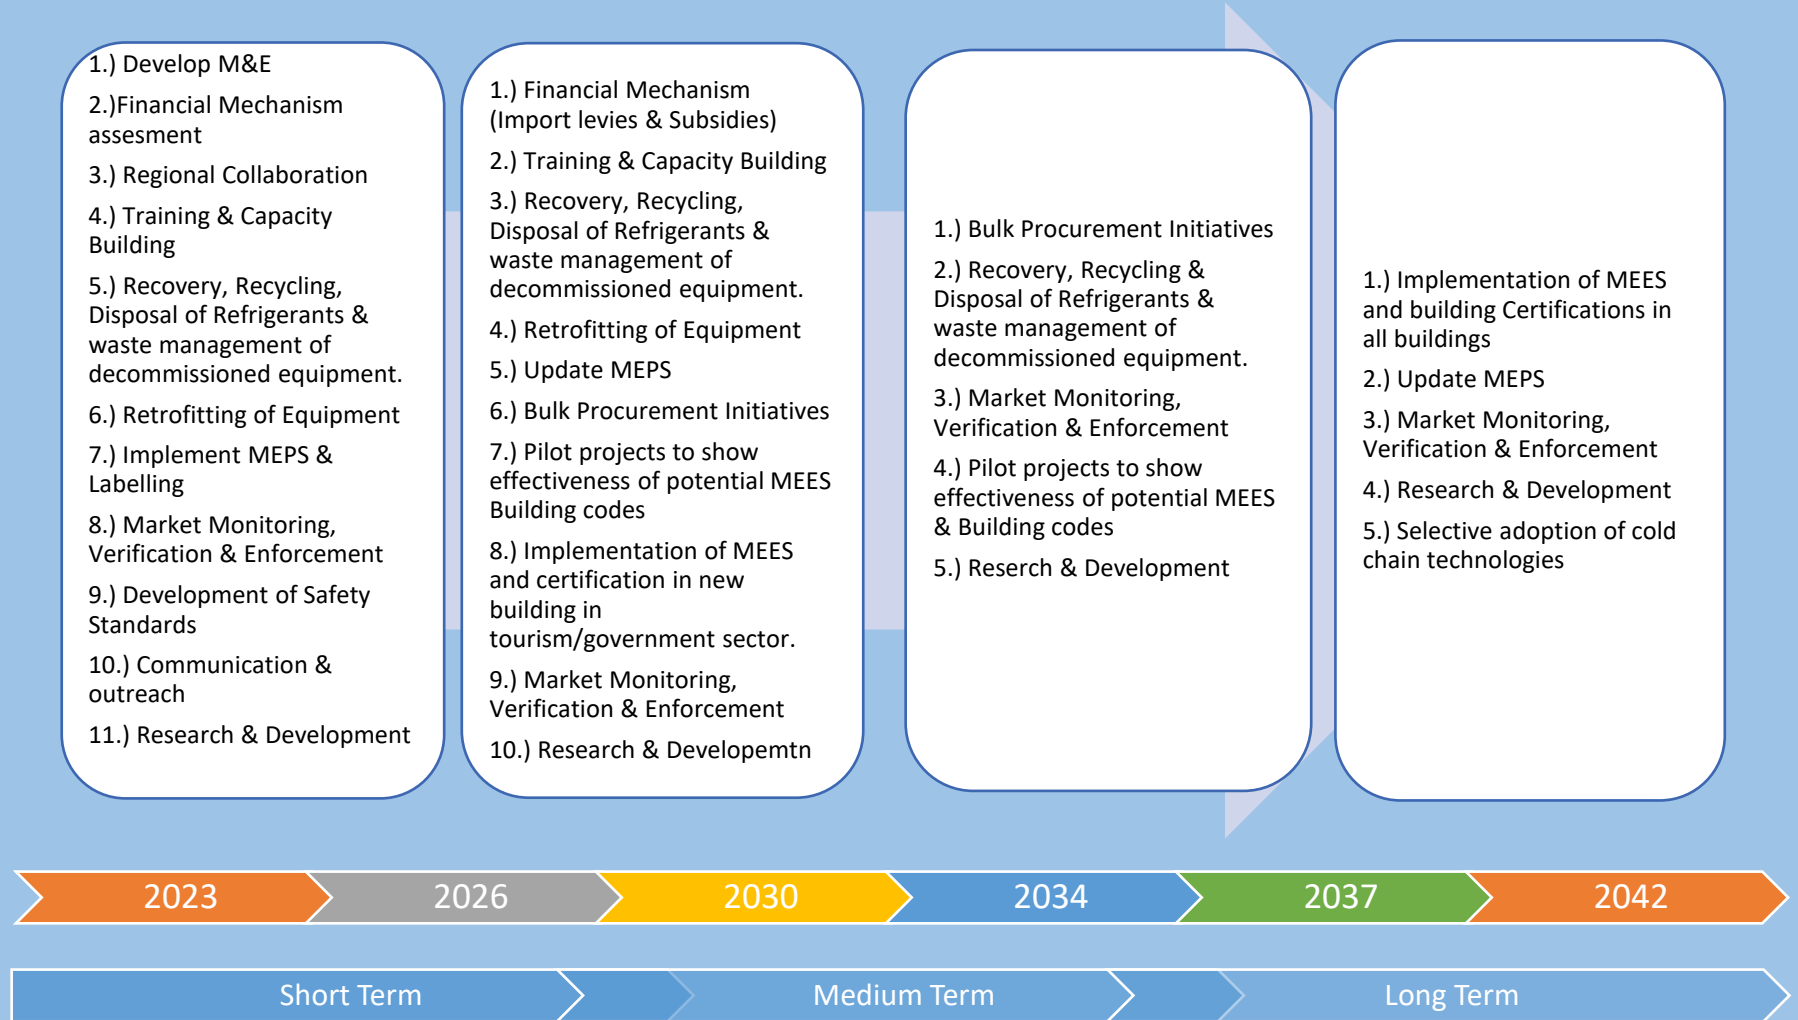 1.) Develop M&E
2.)Financial Mechanism
assesment
3.) Regional Collaboration
4.) Training & Capacity
Building
5.) Recovery, Recycling,
Disposal of Refrigerants &
waste management of
decommissioned equipment.
6.) Retrofitting of Equipment
7.) Implement MEPS &
Labelling
8.) Market Monitoring,
Verification & Enforcement
9.) Development of Safety
Standards
10.) Communication &
outreach
11.) Research & Development
1.) Financial Mechanism
(Import levies & Subsidies)
2.) Training & Capacity Building
3.) Recovery, Recycling,
Disposal of Refrigerants &
waste management of
decommissioned equipment.
4.) Retrofitting of Equipment
5.) Update MEPS
6.) Bulk Procurement Initiatives
7.) Pilot projects to show
effectiveness of potential MEES
Building codes
8.) Implementation of MEES
and certification in new
building in
tourism/government sector.
9.) Market Monitoring,
Verification & Enforcement
10.) Research & Developemtn
1.) Bulk Procurement Initiatives
2.) Recovery, Recycling &
Disposal of Refrigerants &
waste management of
decommissioned equipment.
3.) Market Monitoring,
Verification & Enforcement
4.) Pilot projects to show
effectiveness of potential MEES
& Building codes
5.) Reserch & Development
1.) Implementation of MEES
and building Certifications in
all buildings
2.) Update MEPS
3.) Market Monitoring,
Verification & Enforcement
4.) Research & Development
5.) Selective adoption of cold
chain technologies
2023
2026
2030
2034
2037
2042
Short Term
Medium Term
Long Term